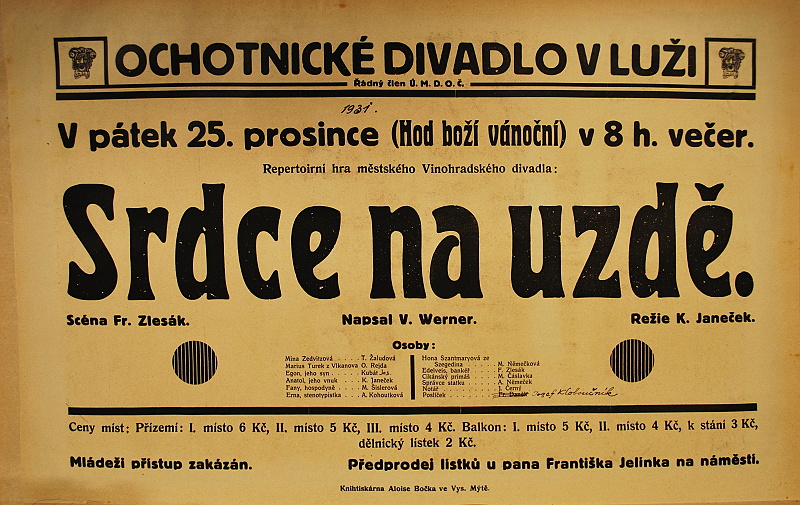 OCHOTNICKÉ DIVADLO V LUŽI
Řádný člen Ú. M. D. O. Č.
1931.
V pátek 25. prosince (Hod boží vánoční) v 8 h. večer.
Repertoirní hra městského Vinohradského divadla:
Srdce na uzdě.
Scéna Fr. Zlesák. Napsal V. Werner. Režie K. Janeček.
Osoby:
Mina Zedvitzová . . . . T. Žaludová
Marius Turek z Vlkanova O. Rejda
Egon, jeho syn . . . . Kubát Jos.
Anatol, jeho vnuk . . . K. Janeček
Fany, hospodyně . . . M. Šislerová
Erna, stenotypistka . . . A. Kohoutková
Hona Szantmaryová ze
Szegedina . . . . M. Němečková
Edelveis, bankéř . . . F. Zlesák
Cikánský primáš . . . M. Čáslavka
Správce statku . . . . A. Němeček
Notář . . . . J. Černý
Poslíček . . . . Fr. Daněk Josef Kloboučník
Ceny míst: Přízemí: I. místo 6 Kč, II. místo 5 Kč, III. místo 4 Kč. Balkon: I. místo 5 Kč, II. místo 4 Kč, k stání 3 Kč,
dělnický lístek 2 Kč.
Mládeži přístup zakázán. Předprodej lístků u pana Františka Jelínka na náměstí.
Knihtiskárna Aloise Bočka ve Vys. Mýtě.